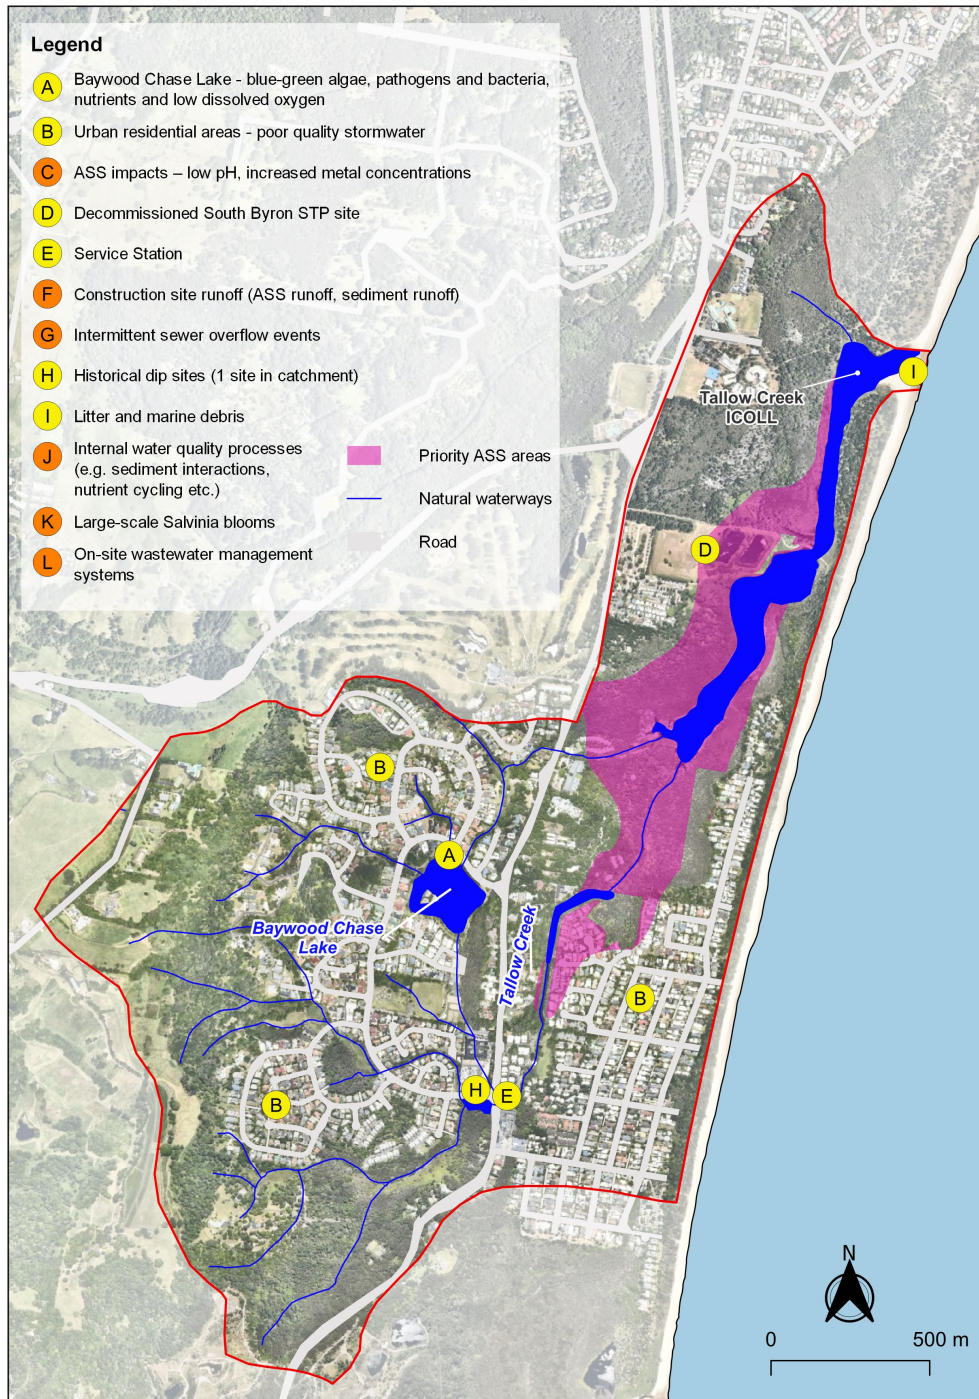 Legend
A Baywood Chase Lake - blue-green algae, pathogens and bacteria,
nutrients and low dissolved oxygen
B Urban residential areas - poor quality stormwater
C ASS impacts – low pH, increased metal concentrations
D Decommissioned South Byron STP site
E Service Station
F Construction site runoff (ASS runoff, sediment runoff)
G Intermittent sewer overflow events
H Historical dip sites (1 site in catchment)
I Litter and marine debris
J Internal water quality processes
(e.g. sediment interactions,
nutrient cycling etc.)
K Large-scale Salvinia blooms
L On-site wastewater management
systems
Priority ASS areas
Natural waterways
Road
I
Tallow Creek
ICOLL
D
B
A
Baywood Chase
Lake
Tallow Creek
B
H
E
B
N
0
500 m